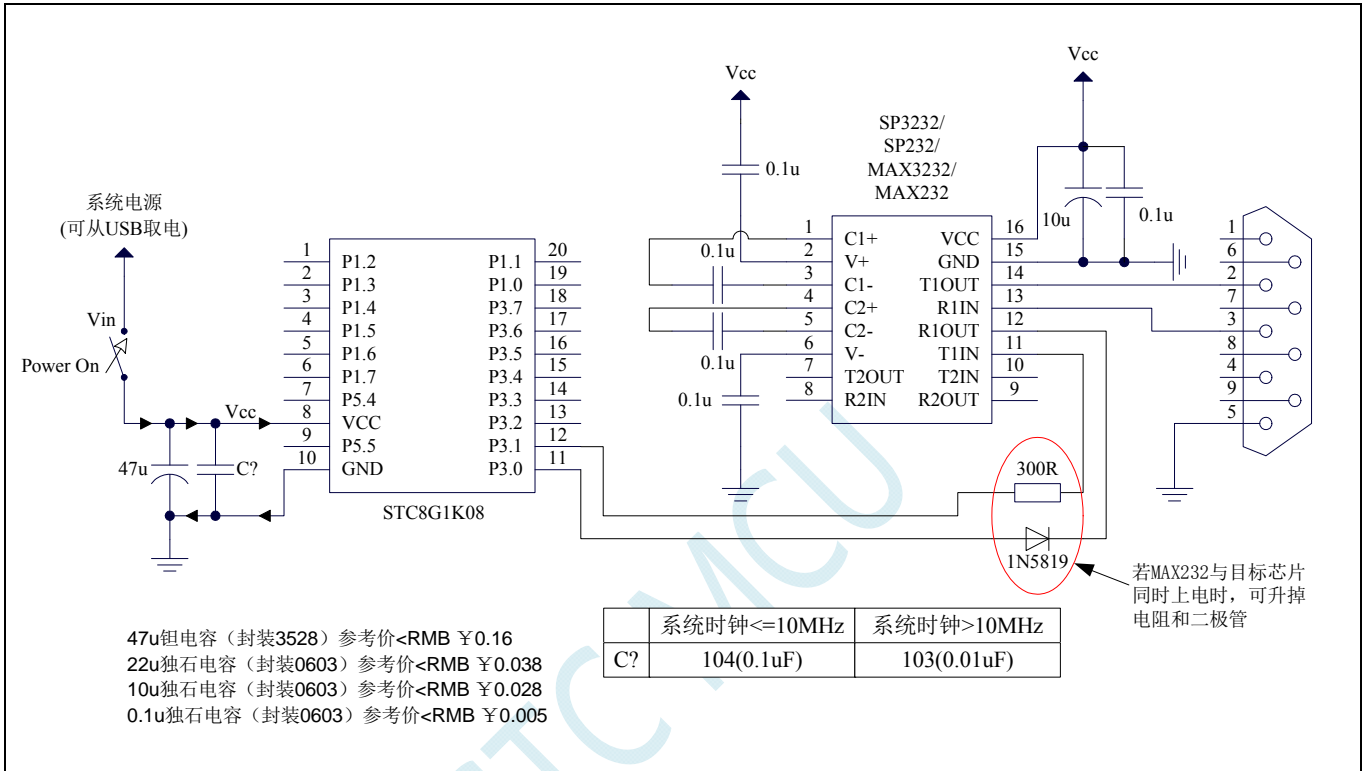 Vcc
Vcc
SP3232/
SP232/
MAX3232/
MAX232
0.1u
10u
0.1u
系统电源
(可从USB取电)
Vin
Power On
Vcc
47u
C?
1 P1.2 P1.1 20
2 P1.3 P1.0 19
3 P1.4 P3.7 18
4 P1.5 P3.6 17
5 P1.6 P3.5 16
6 P1.7 P3.4 15
7 P5.4 P3.3 14
8 VCC P3.2 13
9 P5.5 P3.1 12
10 GND P3.0 11
STC8G1K08
0.1u
0.1u
0.1u
1 C1+ VCC 16
2 V+ GND 15
3 C1- T1OUT 14
4 C2+ R1IN 13
5 C2- R1OUT 12
6 V- T1IN 11
7 T2OUT T2IN 10
8 R2IN R2OUT 9
1
6
2
7
3
8
4
9
5
300R
1N5819
若MAX232与目标芯片
同时上电时，可升掉
电阻和二极管
系统时钟<=10MHz 系统时钟>10MHz
C? 104(0.1uF) 103(0.01uF)
47u钽电容（封装3528）参考价<RMB ￥0.16
22u独石电容（封装0603）参考价<RMB ￥0.038
10u独石电容（封装0603）参考价<RMB ￥0.028
0.1u独石电容（封装0603）参考价<RMB ￥0.005
STC MCU